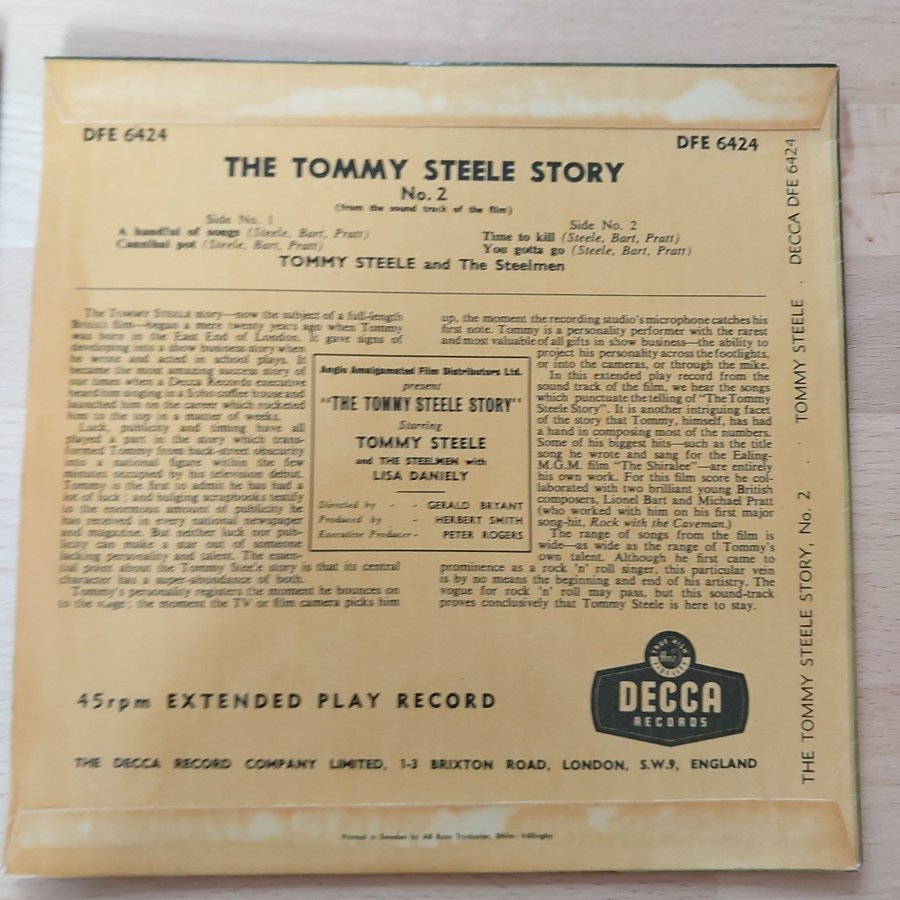 DFE 6424
DFE 6424
THE TOMMY STEELE STORY
No. 2
(from the sound track of the film)
Side No. 1
A handful of songs (Steele, Bart, Pratt)
Cannibal pot (Steele, Bart, Pratt)
Side No. 2
Time to kill (Steele, Bart, Pratt)
You gotta go (Steele, Bart, Pratt)
TOMMY STEELE and The Steelmen
The TOMMY STEELE story—now the subject of a full-length
British film—began a mere twenty years ago when Tommy
was born in the East End of London. It gave signs of
developing into a show business story when
he wrote and acted in school plays. It
became the most amazing success story of
our times when a Decca Records executive
heard him singing in a Soho coffee house and
launched him on the career which rocketed
him to the top in a matter of weeks.
Luck, publicity and timing have all
played a part in the story which trans-
formed Tommy from back-street obscurity
into a national figure within the few
minutes occupied by his television debut.
Tommy is the first to admit he has had a
lot of luck; and bulging scrapbooks testify
to the enormous amount of publicity he
has received in every national newspaper
and magazine. But neither luck nor pub-
licity can make a star out of someone
lacking personality and talent. The essen-
tial point about the Tommy Steele story is that its central
character has a super-abundance of both.
Tommy's personality registers the moment he bounces on
to the stage; the moment the TV or film camera picks him
Anglo Amalgamated Film Distributors Ltd.
present
"THE TOMMY STEELE STORY"
Starring
TOMMY STEELE
and THE STEELMEN with
LISA DANIELY
Directed by - GERALD BRYANT
Produced by - HERBERT SMITH
Executive Producer - PETER ROGERS
up, the moment the recording studio's microphone catches his
first note. Tommy is a personality performer with the rarest
and most valuable of all gifts in show business—the ability to
project his personality across the footlights,
or into the cameras, or through the mike.
In this extended play record from the
sound track of the film, we hear the songs
which punctuate the telling of "The Tommy
Steele Story". It is another intriguing facet
of the story that Tommy, himself, has had
a hand in composing most of the numbers.
Some of his biggest hits—such as the title
song he wrote and sang for the Ealing-
M.G.M. film "The Shiralee"—are entirely
his own work. For this film score he col-
laborated with two brilliant young British
composers, Lionel Bart and Michael Pratt
(who worked with him on his first major
song-hit, Rock with the Caveman.)
The range of songs from the film is
wide—as wide as the range of Tommy's
own talent. Although he first came to
prominence as a rock 'n' roll singer, this particular vein
is by no means the beginning and end of his artistry. The
vogue for rock 'n' roll may pass, but this sound-track
proves conclusively that Tommy Steele is here to stay.
45rpm EXTENDED PLAY RECORD
TRUE HIGH FIDELITY
DECCA
RECORDS
THE DECCA RECORD COMPANY LIMITED, 1-3 BRIXTON ROAD, LONDON, S.W.9, ENGLAND
Printed in Sweden by AB
THE TOMMY STEELE STORY, No. 2 · TOMMY STEELE · DECCA DFE 6424